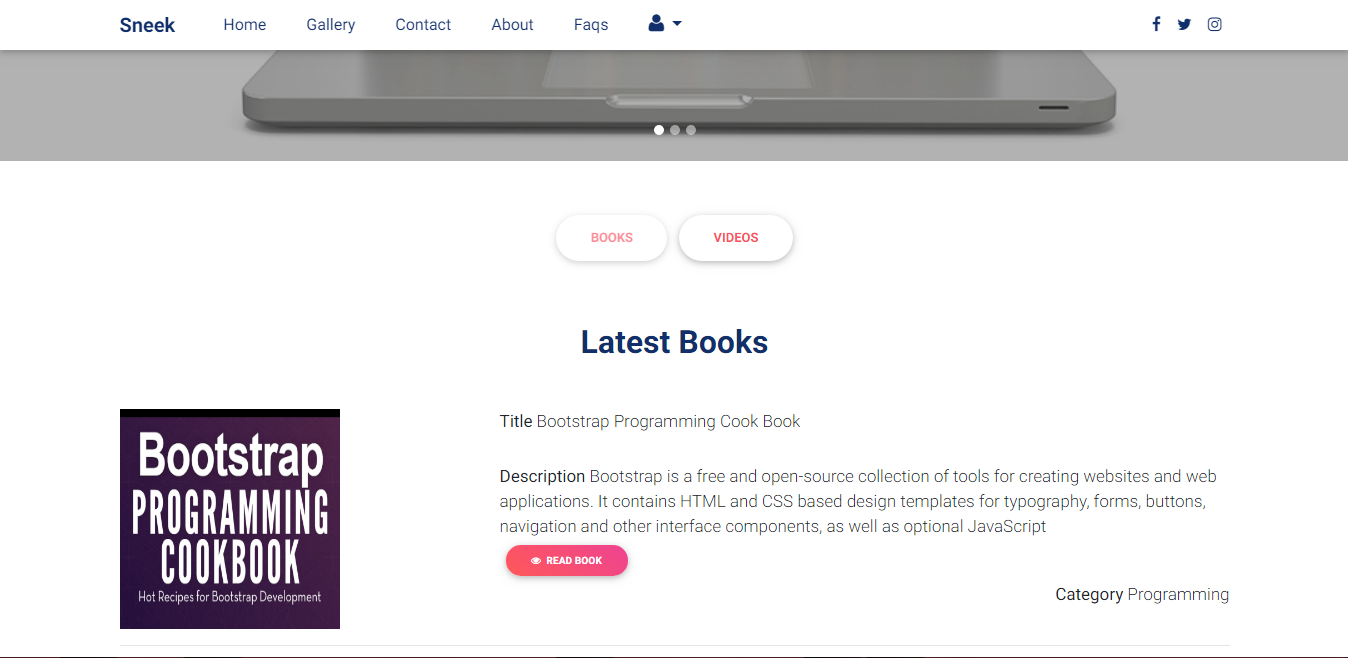 Sneek Home Gallery Contact About Faqs
BOOKS VIDEOS
Latest Books
Bootstrap
PROGRAMMING
COOKBOOK
Hot Recipes for Bootstrap Development
Title Bootstrap Programming Cook Book
Description Bootstrap is a free and open-source collection of tools for creating websites and web
applications. It contains HTML and CSS based design templates for typography, forms, buttons,
navigation and other interface components, as well as optional JavaScript
READ BOOK
Category Programming